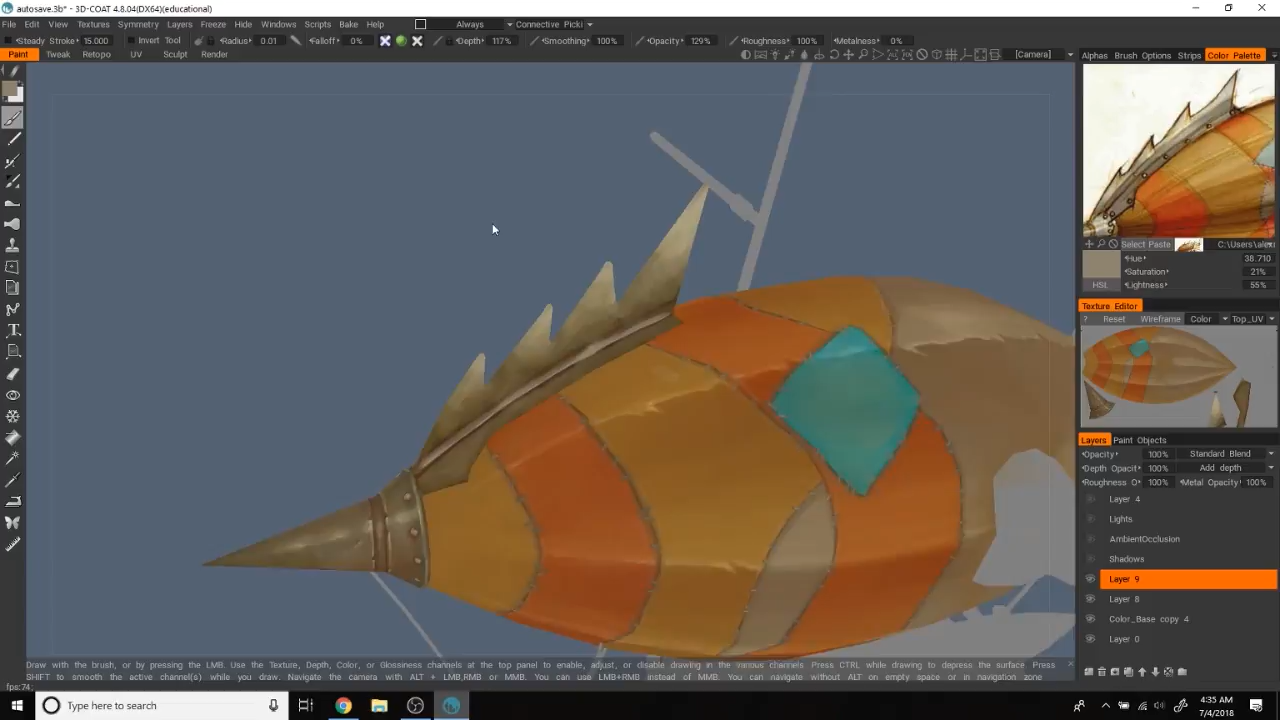 autosave.3b* - 3D-COAT 4.8.04(DX64)(educational)
File Edit View Textures Symmetry Layers Freeze Hide Windows Scripts Bake Help Always Connective Picki
Steady Stroke 15.000 Invert Tool Radius 0.01 Falloff 0% Depth 117% Smoothing 100% Opacity 129% Roughness 100% Metalness 0%
Paint Tweak Retopo UV Sculpt Render [Camera]
Alphas Brush Options Strips Color Palette
Select Paste C:\Users\alex
Hue 38.710
Saturation 21%
HSL Lightness 55%
Texture Editor
? Reset Wireframe Color Top_UV
Layers Paint Objects
Opacity 100% Standard Blend
Depth Opacit 100% Add depth
Roughness O 100% Metal Opacity 100%
Layer 4
Lights
AmbientOcclusion
Shadows
Layer 9
Layer 8
Color_Base copy 4
Layer 0
Draw with the brush, or by pressing the LMB. Use the Texture, Depth, Color, or Glossiness channels at the top panel to enable, adjust, or disable drawing in the various channels Press CTRL while drawing to depress the surface. Press
SHIFT to smooth the active channel(s) while you draw. Navigate the camera with ALT + LMB,RMB or MMB. You can use LMB+RMB instead of MMB. You can navigate without ALT on empty space or in navigation zone
fps:74;
Type here to search
4:35 AM
7/4/2018